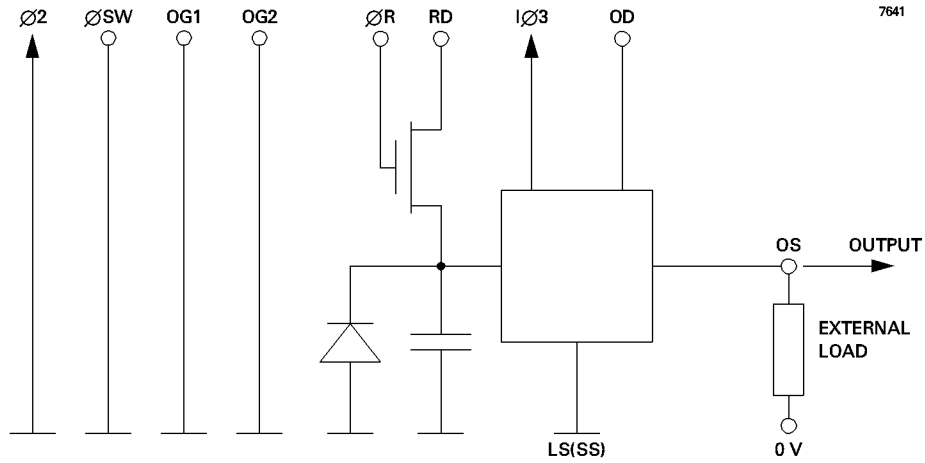 7641
Ø2 ØSW OG1 OG2 ØR RD IØ3 OD
OS OUTPUT
EXTERNAL
LOAD
LS(SS) 0 V